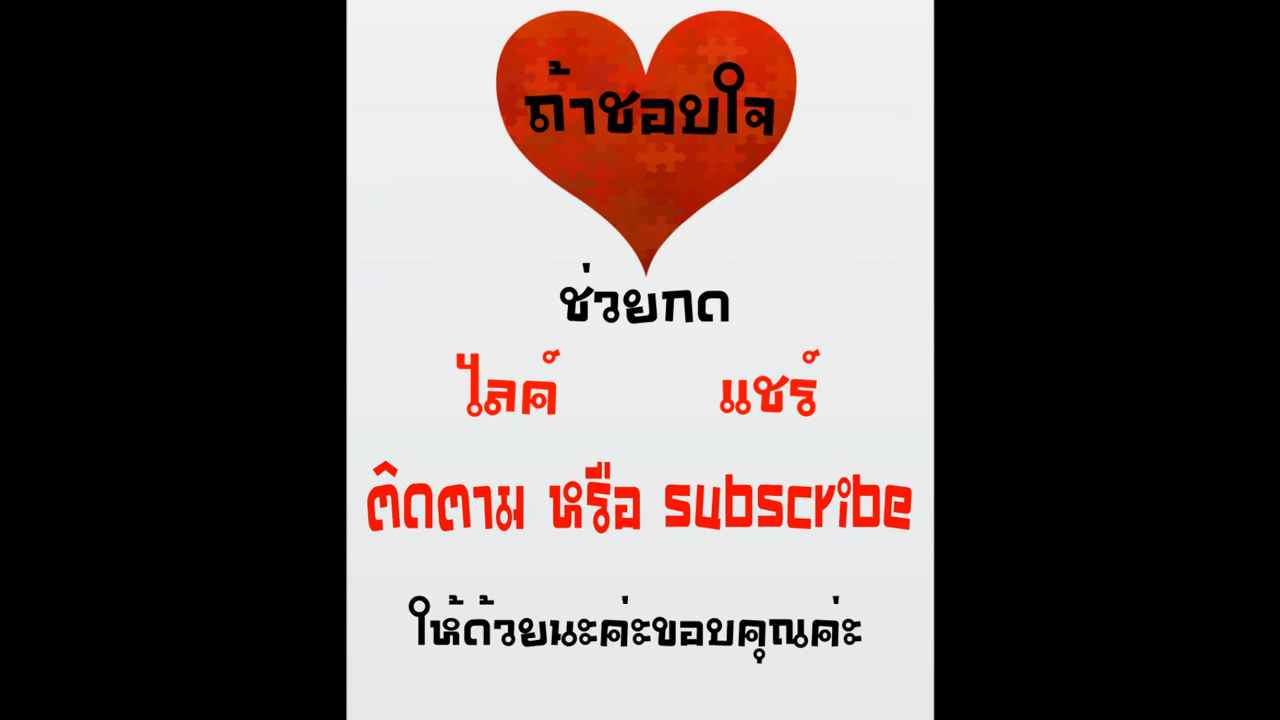 ถ้าชอบใจ
ช่วยกด
ไลค์ แชร์
ติดตาม หรือ subscribe
ให้ด้วยนะค่ะขอบคุณค่ะ